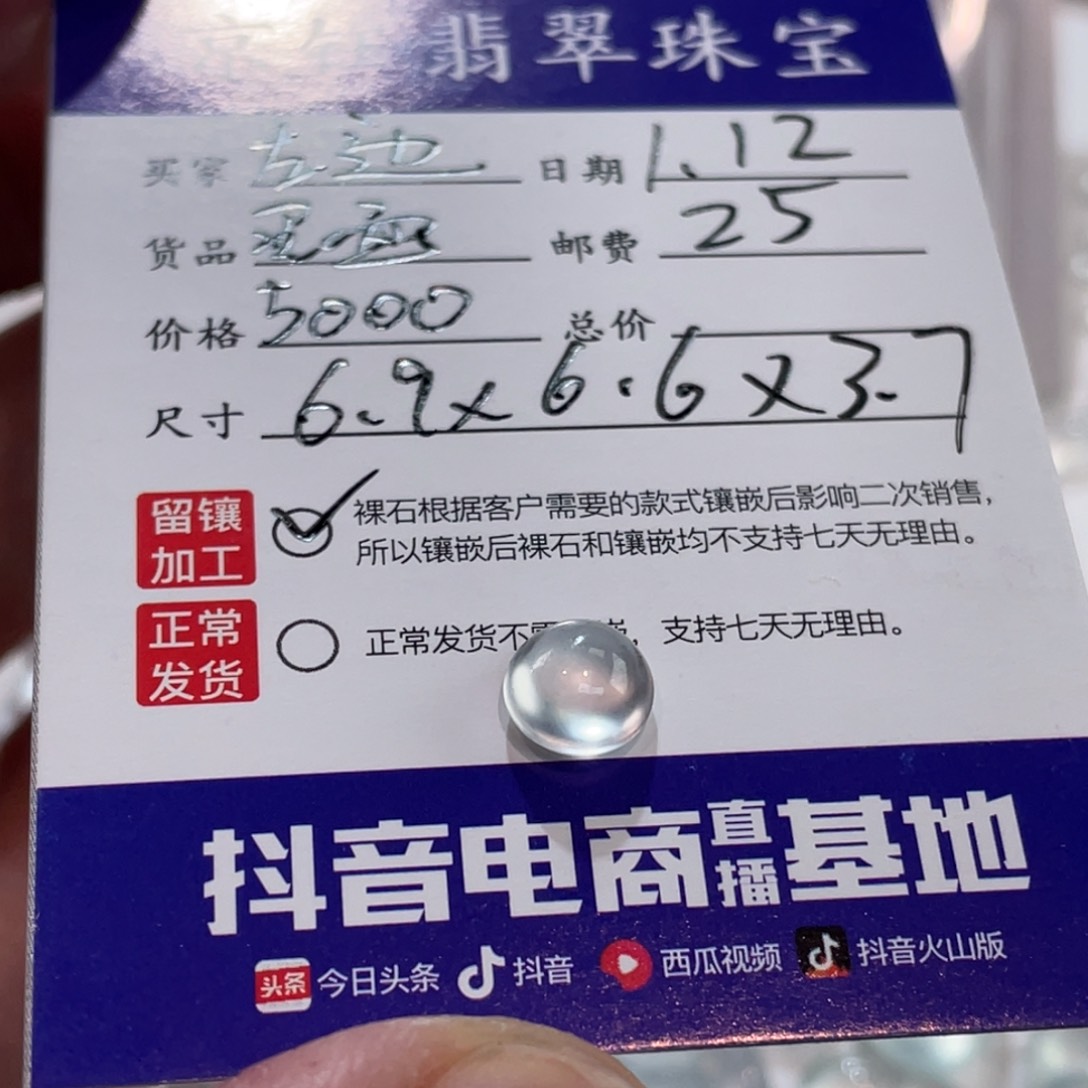 翡翠珠宝
买家 左边 日期 1.12
货品 邮费 25
价格 5000 总价
尺寸 6.9x6.6x3.7
留镶加工 裸石根据客户需要的款式镶嵌后影响二次销售，
所以镶嵌后裸石和镶嵌均不支持七天无理由。
正常发货 正常发货不需 嵌，支持七天无理由。
抖音电商直播基地
头条 今日头条 抖音 西瓜视频 抖音火山版